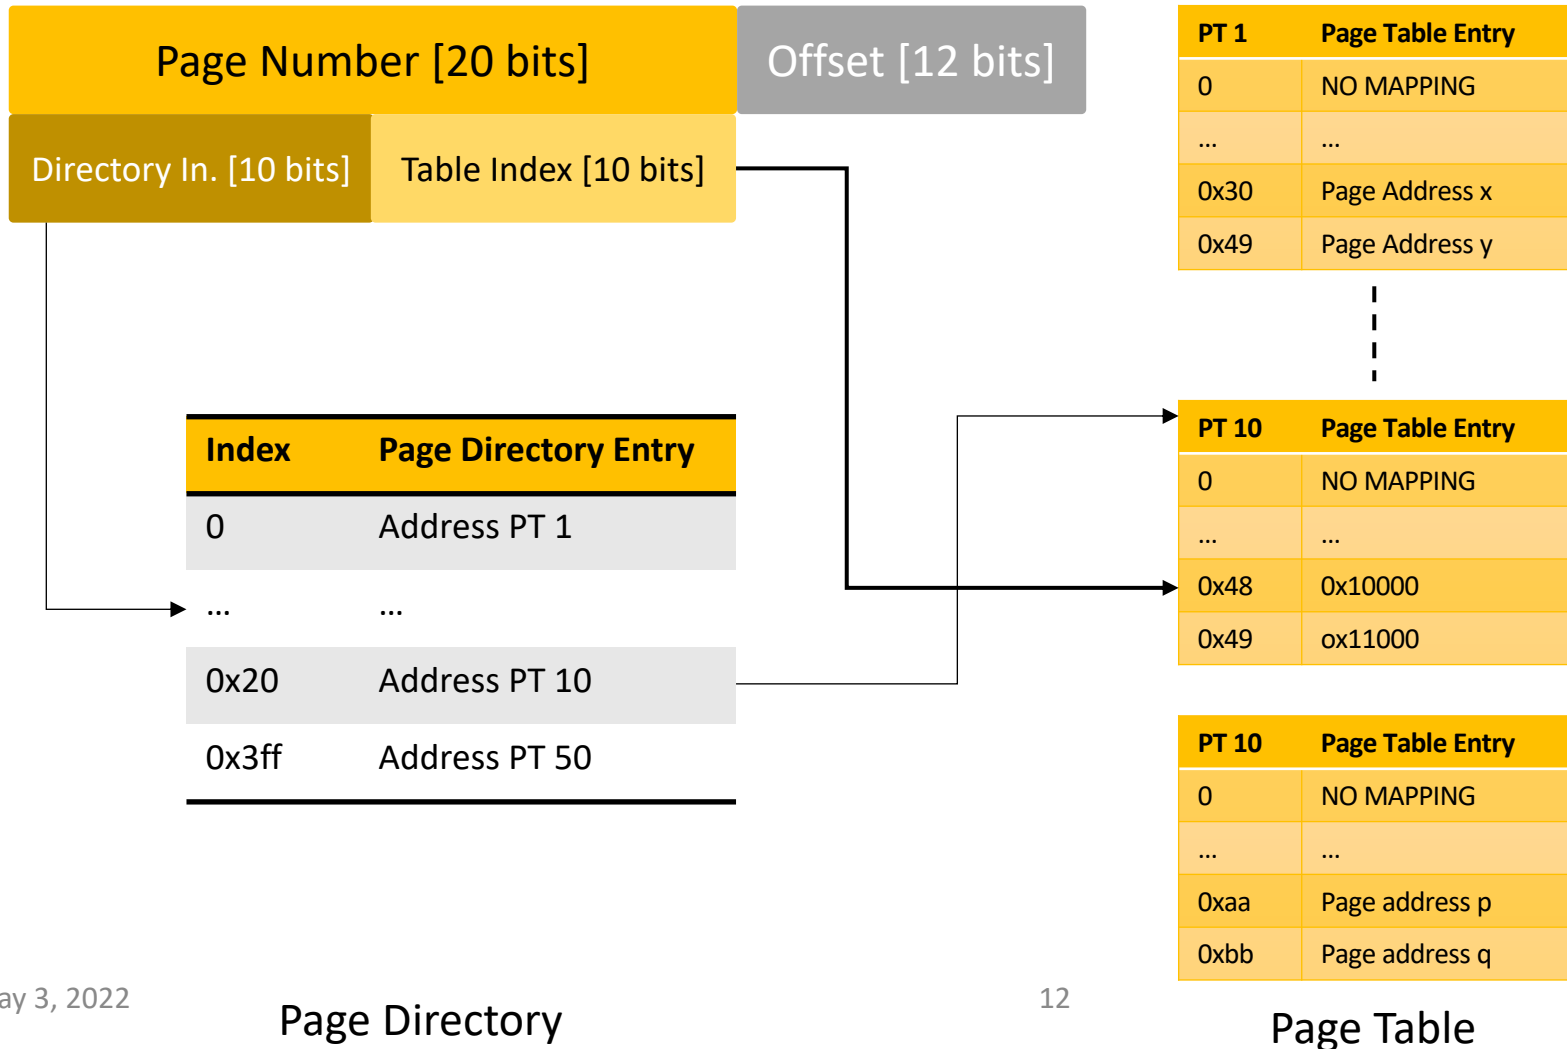 Page Number [20 bits] Offset [12 bits]
Directory In. [10 bits] Table Index [10 bits]
Index Page Directory Entry
0 Address PT 1
... ...
0x20 Address PT 10
0x3ff Address PT 50
Page Directory
PT 1 Page Table Entry
0 NO MAPPING
... ...
0x30 Page Address x
0x49 Page Address y
PT 10 Page Table Entry
0 NO MAPPING
... ...
0x48 0x10000
0x49 ox11000
PT 10 Page Table Entry
0 NO MAPPING
... ...
0xaa Page address p
0xbb Page address q
Page Table
ay 3, 2022
12